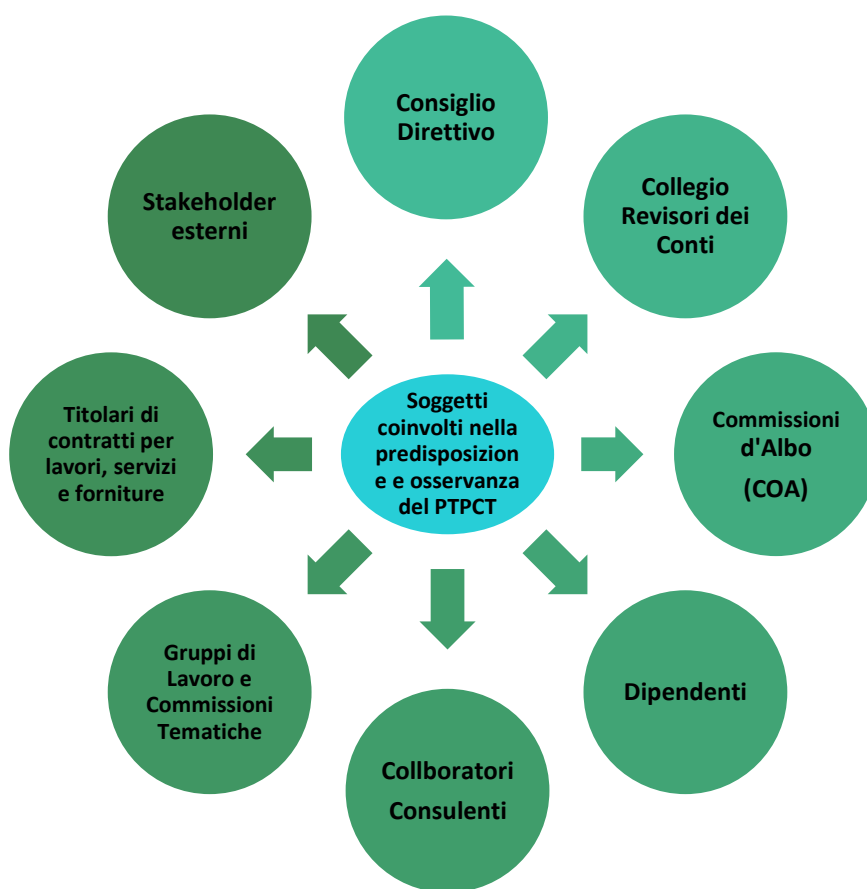 Consiglio
Direttivo
Collegio
Revisori dei
Conti
Commissioni
d'Albo
(COA)
Dipendenti
Collboratori
Consulenti
Gruppi di
Lavoro e
Commissioni
Tematiche
Titolari di
contratti per
lavori, servizi
e forniture
Stakeholder
esterni
Soggetti
coinvolti nella
predisposizion
e e osservanza
del PTPCT